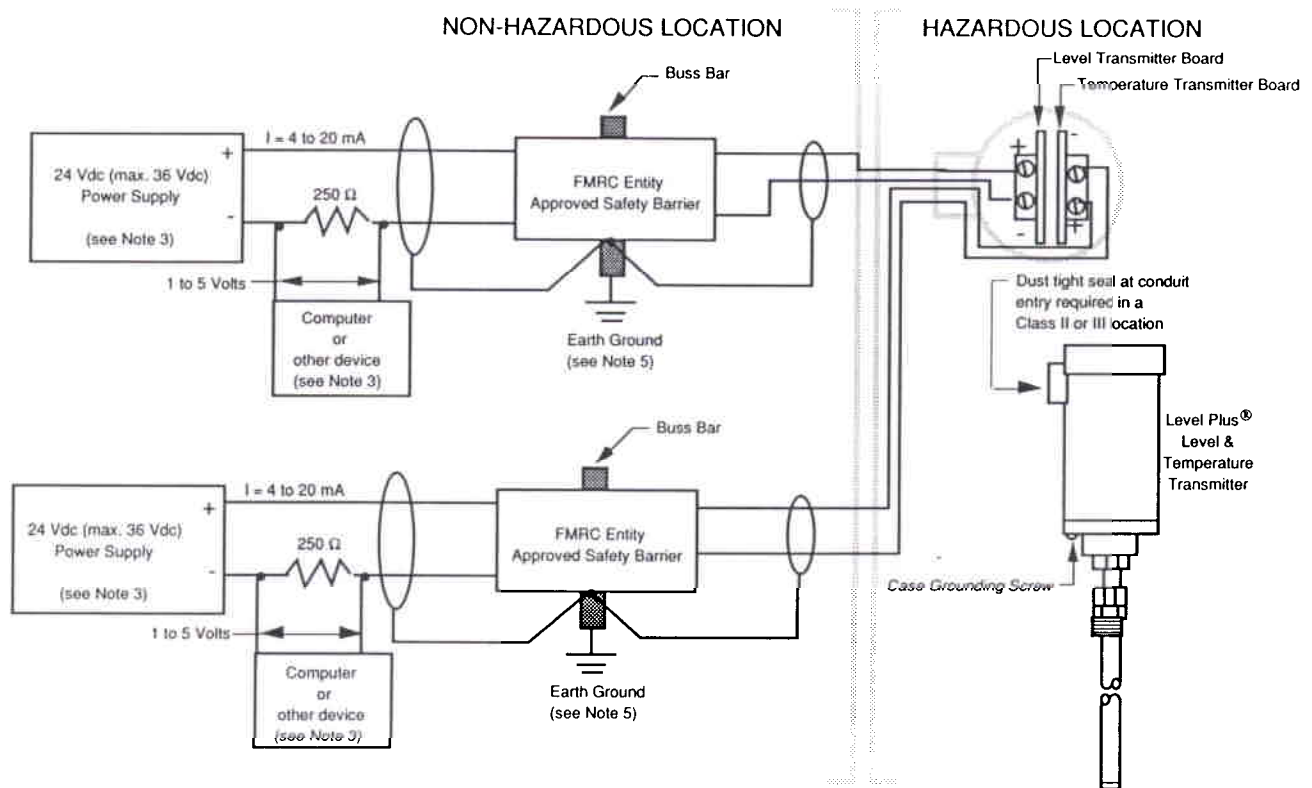 NON-HAZARDOUS LOCATION
HAZARDOUS LOCATION
Level Transmitter Board
Temperature Transmitter Board
Buss Bar
I = 4 to 20 mA
+
24 Vdc (max. 36 Vdc)
Power Supply
-
(see Note 3)
250 Ω
1 to 5 Volts
Computer
or
other device
(see Note 3)
FMRC Entity
Approved Safety Barrier
Earth Ground
(see Note 5)
+
-
-
+
Dust tight seal at conduit
entry required in a
Class II or III location
Level Plus®
Level &
Temperature
Transmitter
Case Grounding Screw
Buss Bar
I = 4 to 20 mA
+
24 Vdc (max. 36 Vdc)
Power Supply
-
(see Note 3)
250 Ω
1 to 5 Volts
Computer
or
other device
(see Note 3)
FMRC Entity
Approved Safety Barrier
Earth Ground
(see Note 5)